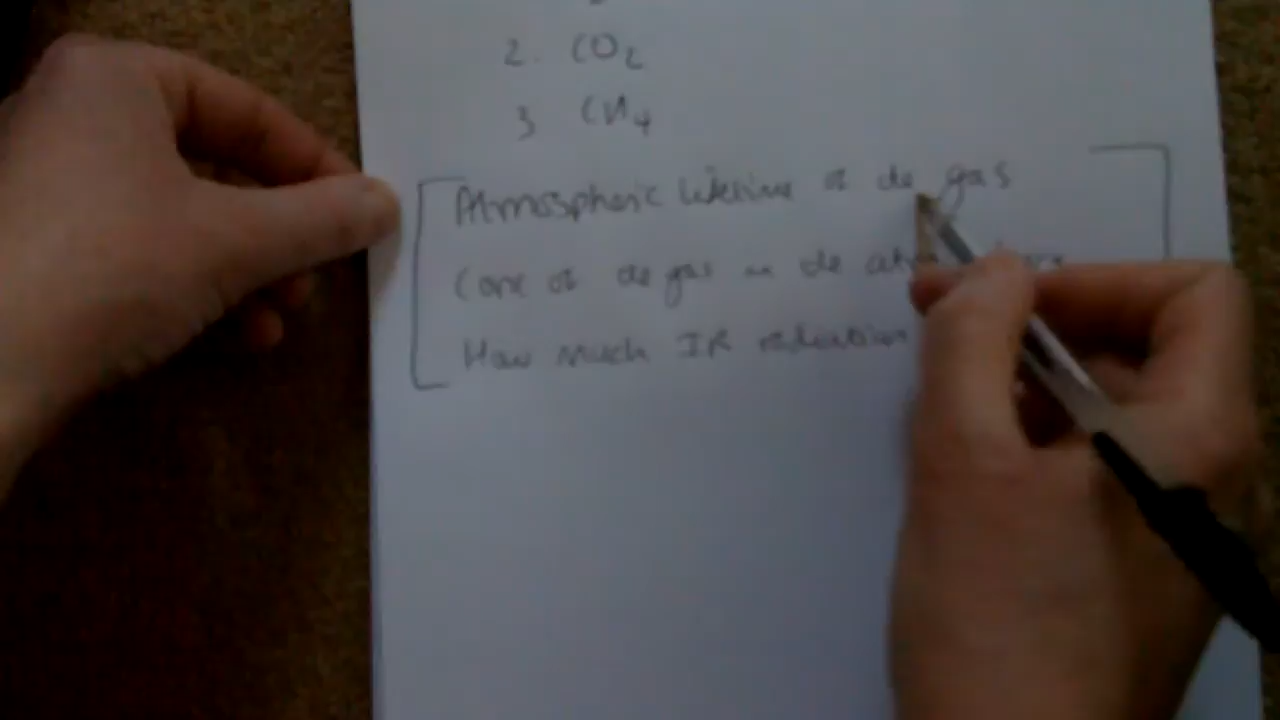 2. CO2
3 CH4
Atmospheric lifetime of the gas
Conc of the gas in the
How much IR radiation